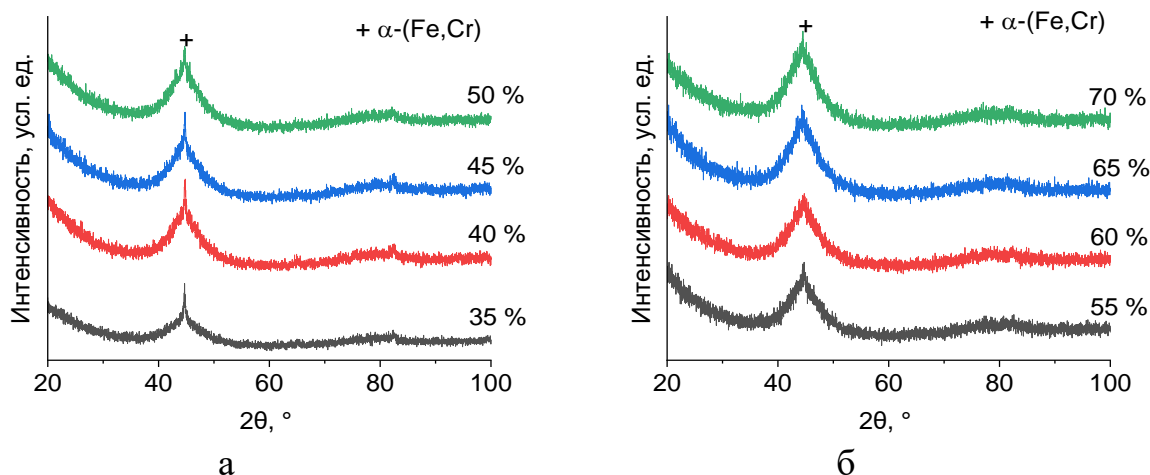 Интенсивность, усл. ед.
+ α-(Fe,Cr)
+
50 %
45 %
40 %
35 %
20 40 60 80 100
2θ, °
а
Интенсивность, усл. ед.
+ α-(Fe,Cr)
+
70 %
65 %
60 %
55 %
20 40 60 80 100
2θ, °
б